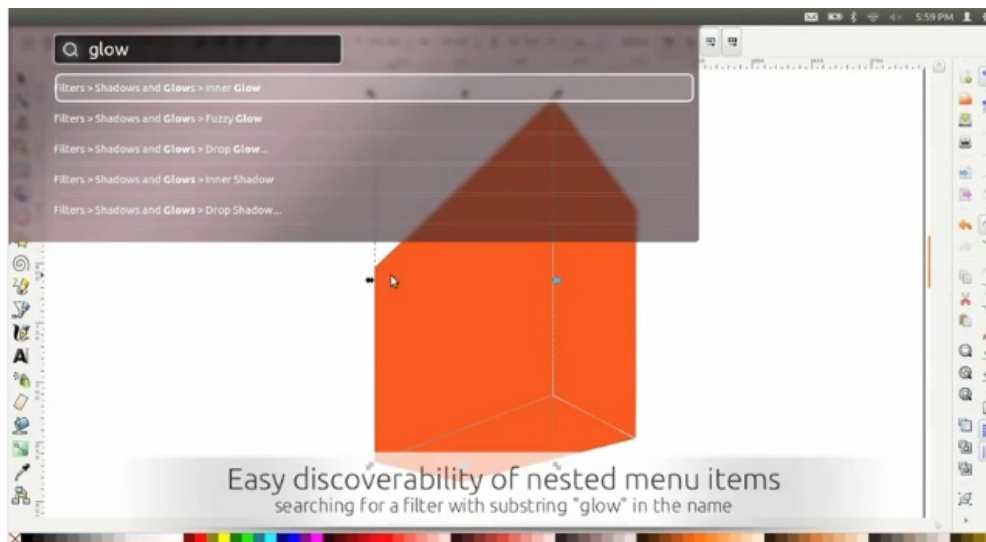 5:59 PM
glow
Filters > Shadows and Glows > Inner Glow
Filters > Shadows and Glows > Fuzzy Glow
Filters > Shadows and Glows > Drop Glow...
Filters > Shadows and Glows > Inner Shadow
Filters > Shadows and Glows > Drop Shadow...
Easy discoverability of nested menu items
searching for a filter with substring "glow" in the name